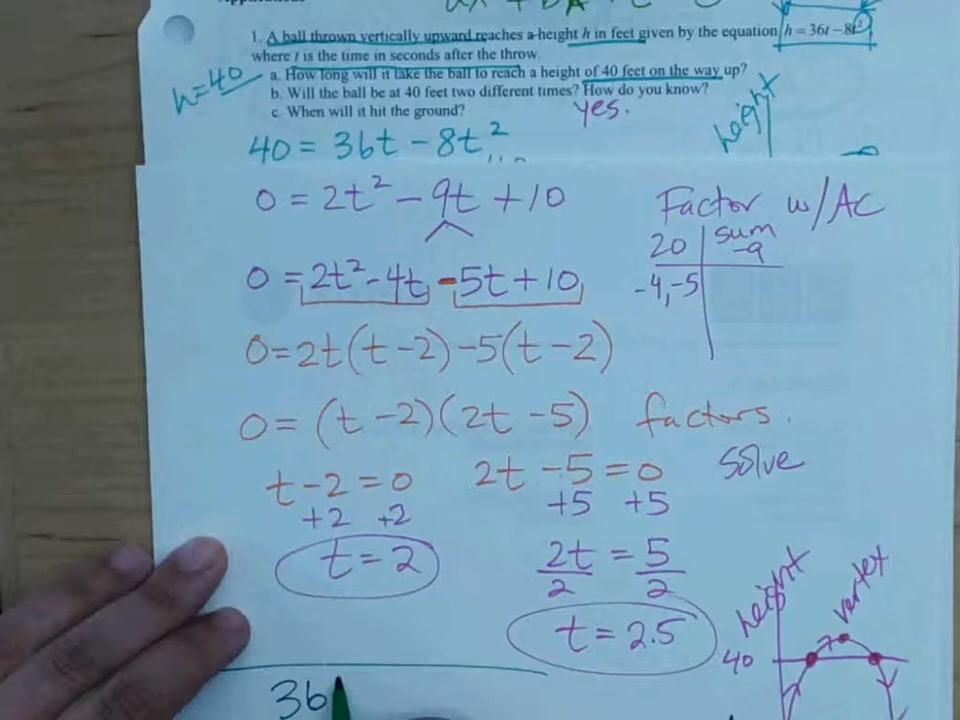 1. A ball thrown vertically upward reaches a height h in feet given by the equation h = 36t – 8t²
where t is the time in seconds after the throw.
h=40
a. How long will it take the ball to reach a height of 40 feet on the way up?
b. Will the ball be at 40 feet two different times? How do you know?
c. When will it hit the ground?
yes.
height
40 = 36t - 8t²
0 = 2t² - 9t + 10
Factor w/AC
20 sum -9
0 = 2t² - 4t - 5t + 10
-4, -5
0 = 2t(t - 2) - 5(t - 2)
0 = (t - 2)(2t - 5) factors.
t - 2 = 0 2t - 5 = 0 solve
+2 +2 +5 +5
t = 2
2t = 5
2 2
t = 2.5
height
vertex
40
36